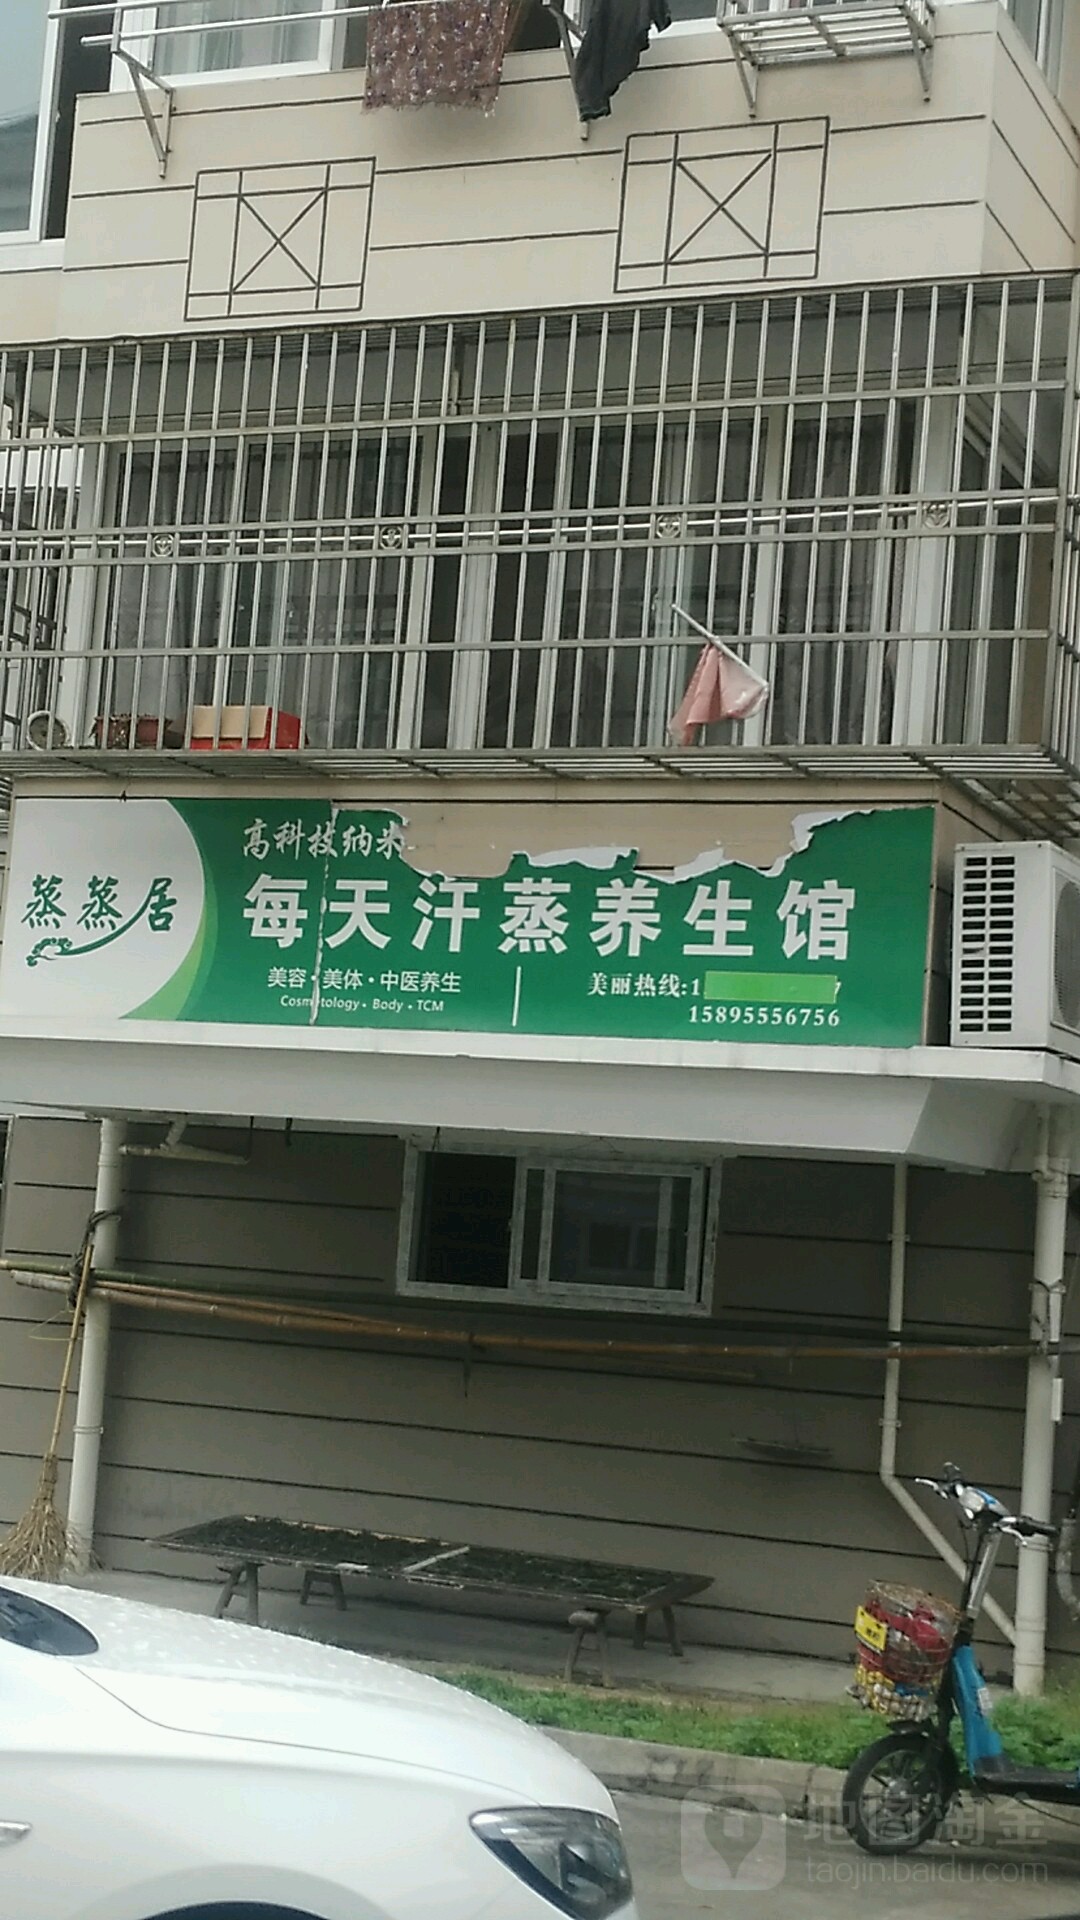 高科技纳米
蒸蒸居
每天汗蒸养生馆
美容·美体·中医养生
Cosmetology · Body · TCM
美丽热线:1
15895556756
地图淘金
taojin.baidu.com